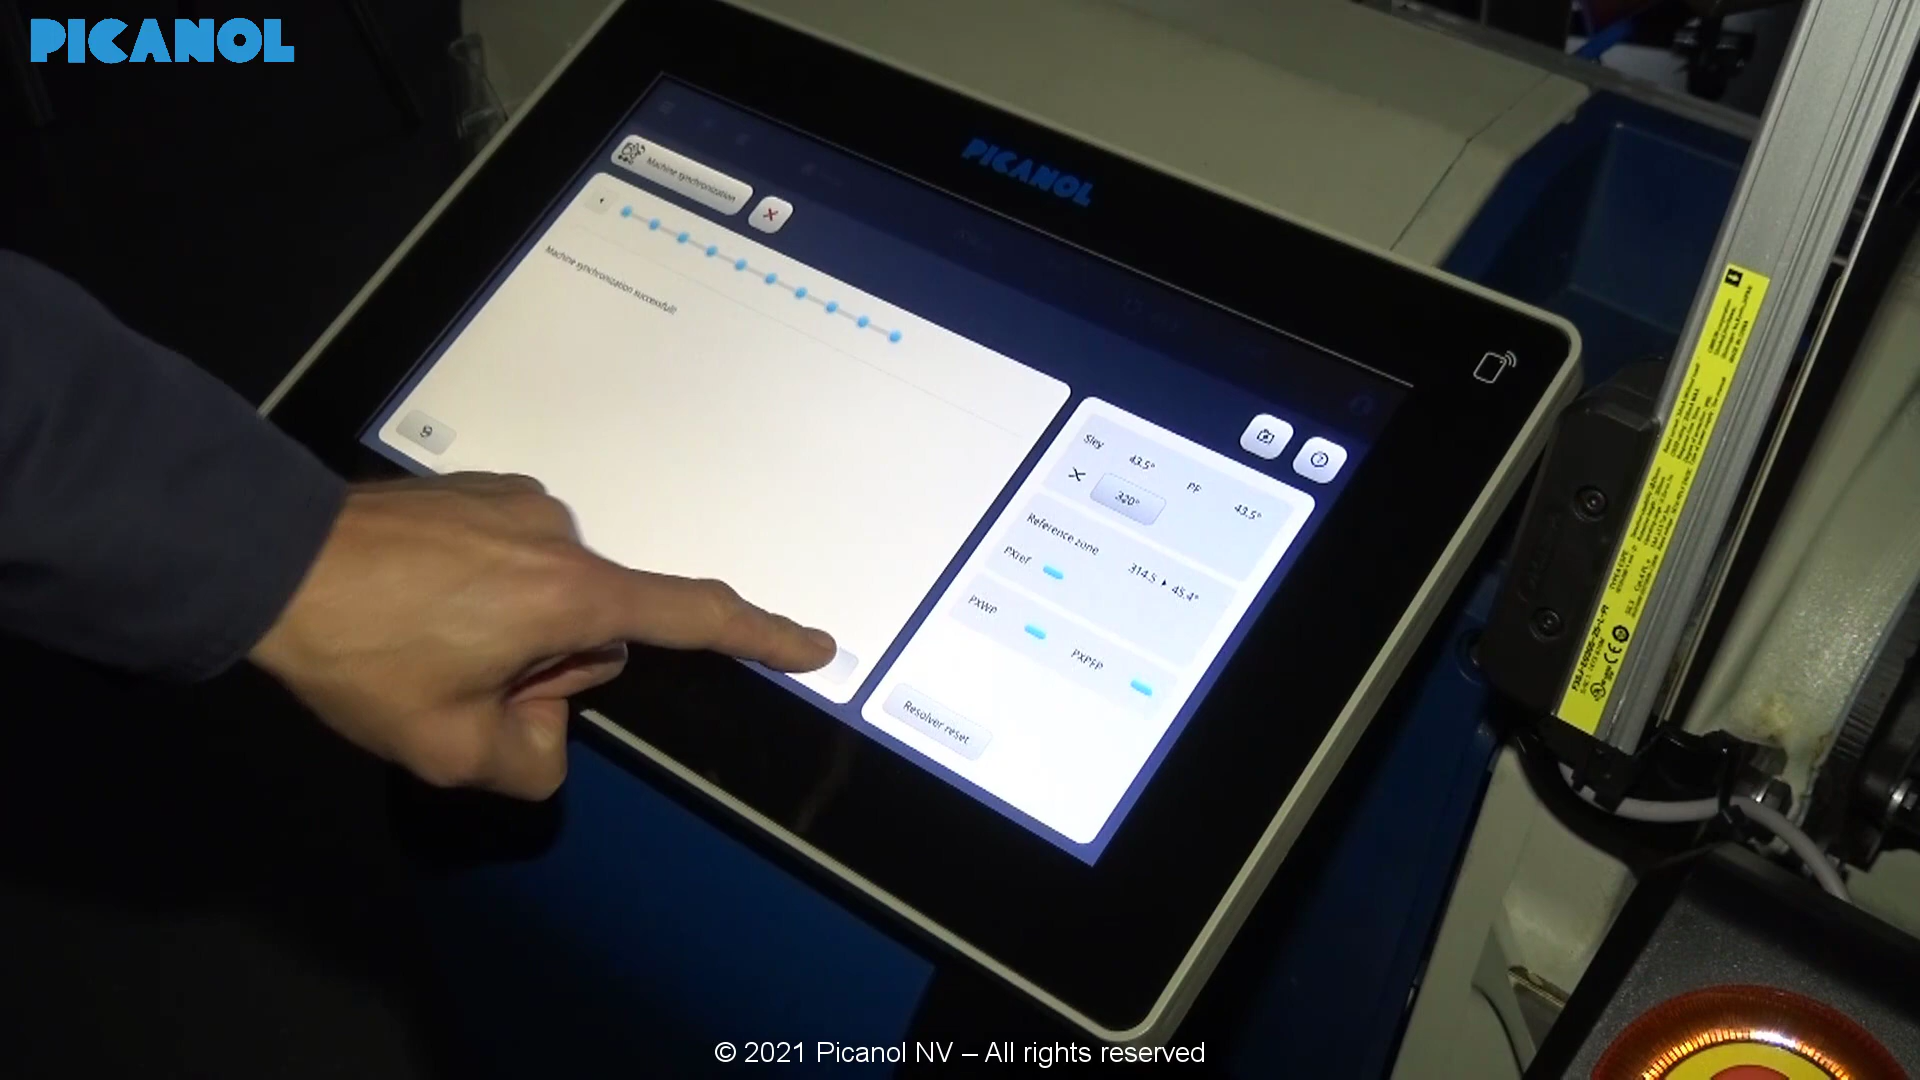 PICANOL
PICANOL
Machine synchronization
Machine synchronization successful!
Sley
43.5°
PF
43.5°
320°
Reference zone
314.5
45.4°
PXref
PXWP
PXPFP
Resolver reset
© 2021 Picanol NV – All rights reserved